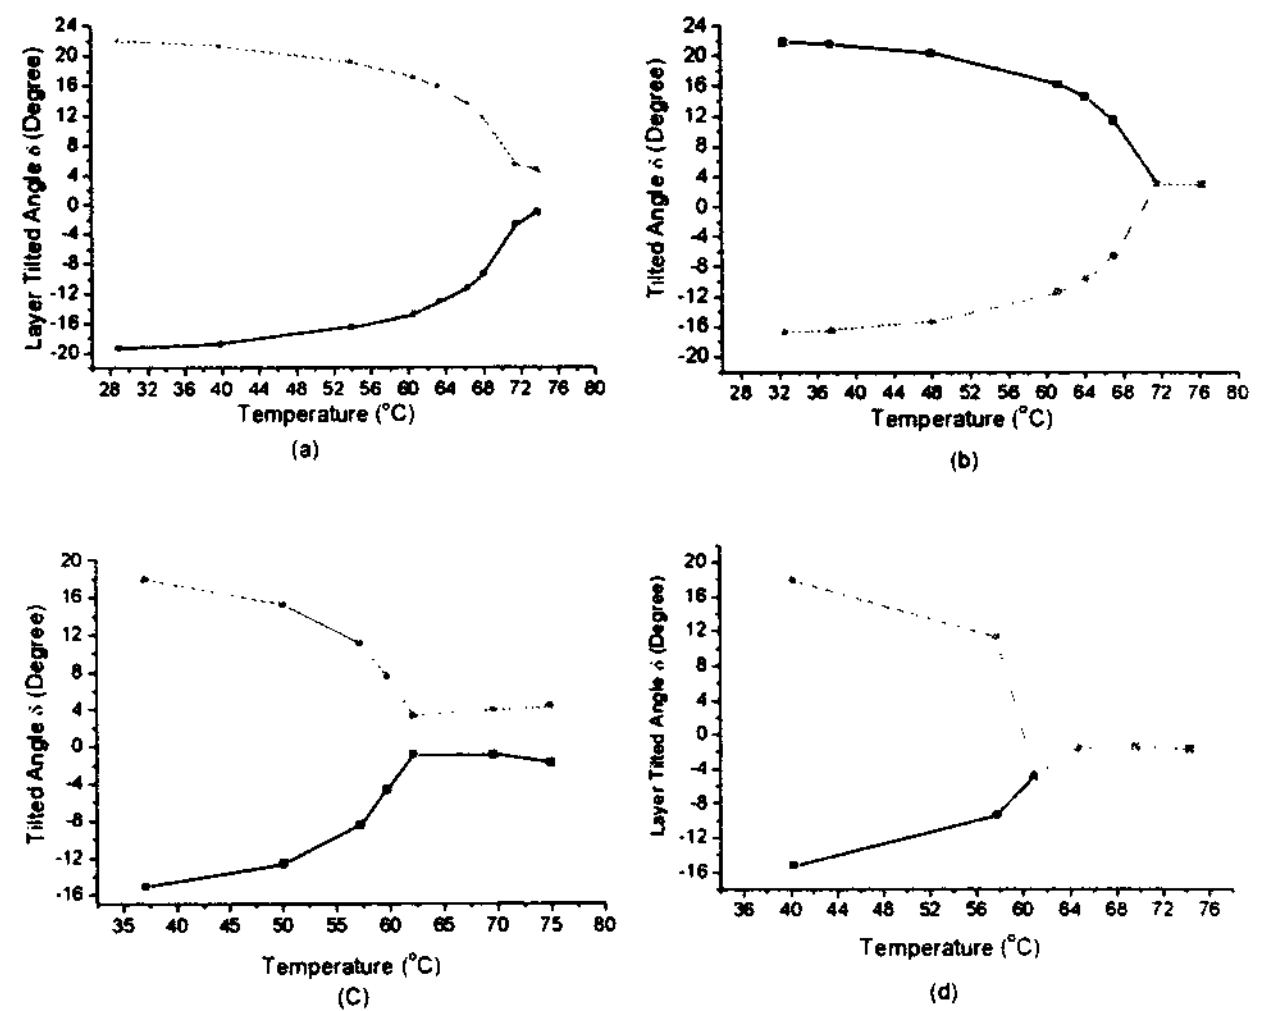 24
20
16
12
8
4
0
-4
-8
-12
-16
-20
Layer Tilted Angle δ (Degree)
28 32 36 40 44 48 52 56 60 64 68 72 76 80
Temperature (°C)
(a)
24
20
16
12
8
4
0
-4
-8
-12
-16
-20
Tilted Angle δ (Degree)
28 32 36 40 44 48 52 56 60 64 68 72 76 80
Temperature (°C)
(b)
20
16
12
8
4
0
-4
-8
-12
-16
Tilted Angle δ (Degree)
35 40 45 50 55 60 65 70 75 80
Temperature (°C)
(C)
20
16
12
8
4
0
-4
-8
-12
-16
Layer Tilted Angle δ (Degree)
36 40 44 48 52 56 60 64 68 72 76
Temperature (°C)
(d)